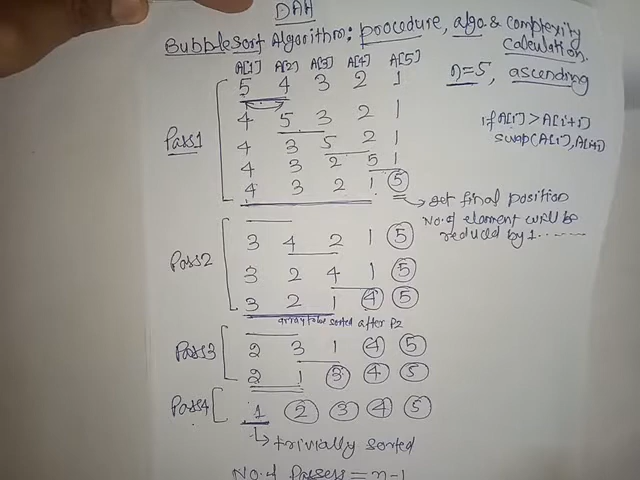 DAA
BubbleSort Algorithm: procedure, algo & complexity
calculation.
A[1] A[2] A[3] A[4] A[5]
n=5, ascending
5 4 3 2 1
if A[i] > A[i+1]
swap(A[i], A[i+1])
Pass1
4 5 3 2 1
4 3 5 2 1
4 3 2 5 1
4 3 2 1 5
→ get final position
No. of element will be
reduced by 1.......
Pass2
3 4 2 1 5
3 2 4 1 5
3 2 1 4 5
array to be sorted after P2
Pass3
2 3 1 4 5
2 1 3 4 5
Pass4
1 2 3 4 5
→ trivially sorted
No. of Passess = n-1